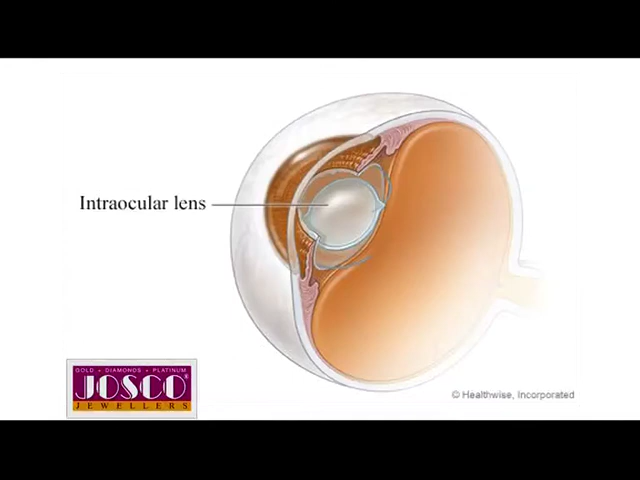 Intraocular lens
GOLD • DIAMONDS • PLATINUM
JOSCO®
JEWELLERS
© Healthwise, Incorporated